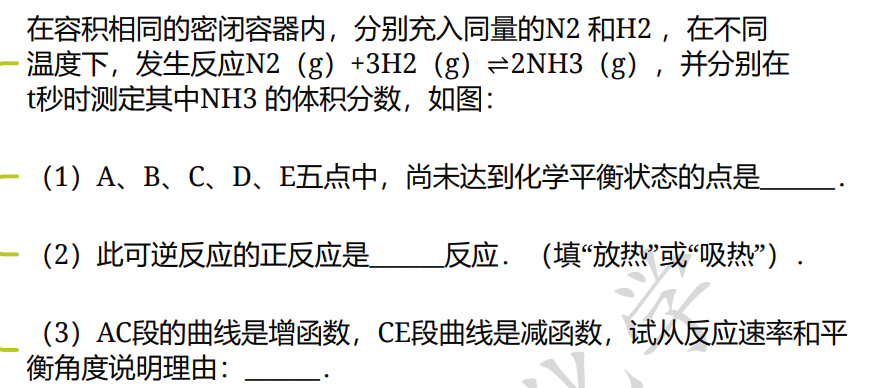 在容积相同的密闭容器内，分别充入同量的N2 和H2 ，在不同
温度下，发生反应N2（g）+3H2（g）⇌2NH3（g），并分别在
t秒时测定其中NH3 的体积分数，如图：
（1）A、B、C、D、E五点中，尚未达到化学平衡状态的点是______．
（2）此可逆反应的正反应是______反应．（填“放热”或“吸热”）．
（3）AC段的曲线是增函数，CE段曲线是减函数，试从反应速率和平
衡角度说明理由：______．
化学